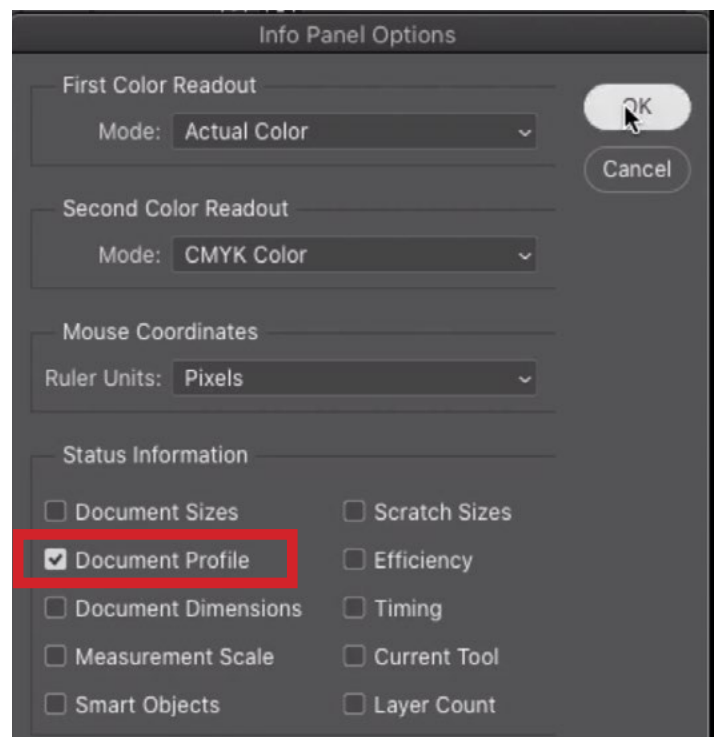 Info Panel Options
First Color Readout
Mode: Actual Color
OK
Cancel
Second Color Readout
Mode: CMYK Color
Mouse Coordinates
Ruler Units: Pixels
Status Information
Document Sizes Scratch Sizes
Document Profile Efficiency
Document Dimensions Timing
Measurement Scale Current Tool
Smart Objects Layer Count